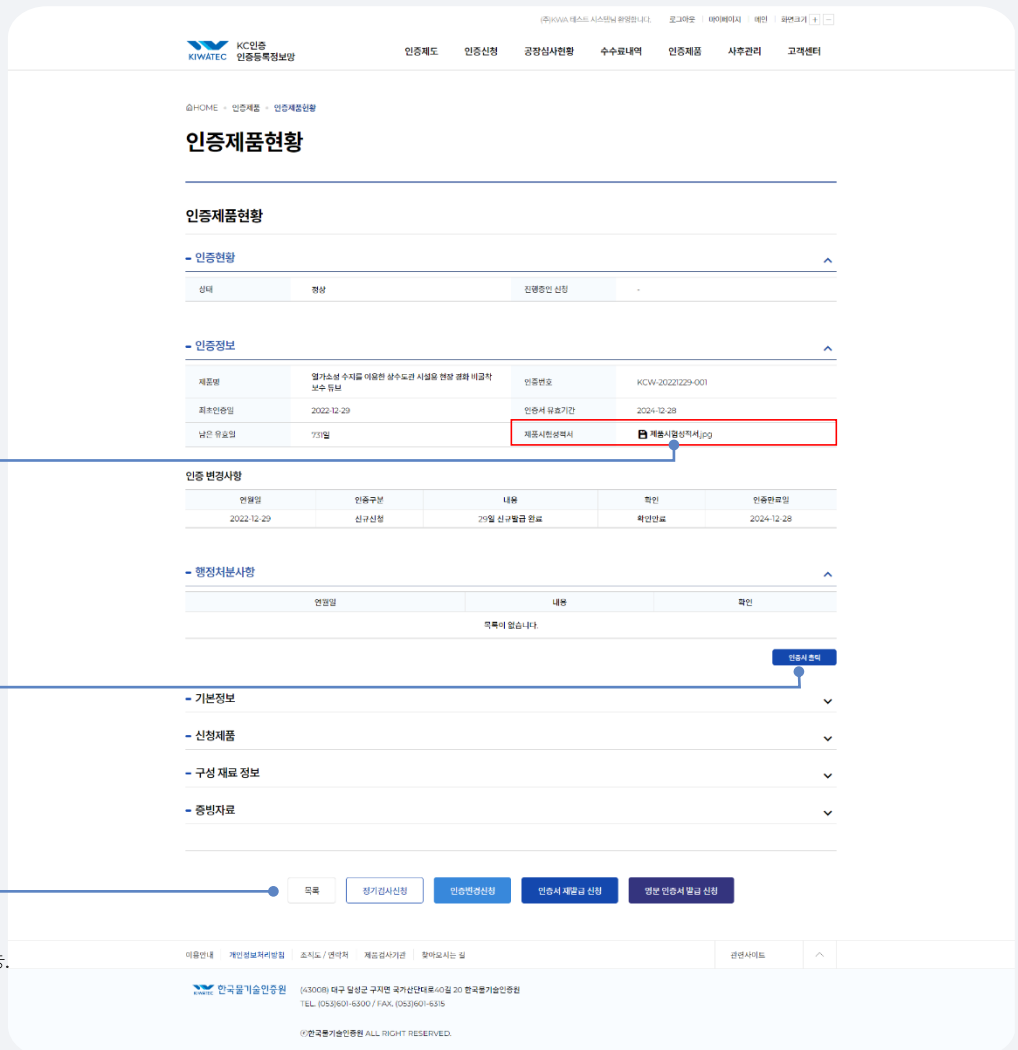 (주)KIWA 테스트 시스템님 환영합니다. 로그아웃 마이페이지 메인 화면크기 + -
KIWATEC KC인증 인증등록정보망
인증제도 인증신청 공장심사현황 수수료내역 인증제품 사후관리 고객센터
HOME 인증제품 인증제품현황
인증제품현황
인증제품현황
인증현황
상태 정상 진행중인 신청 -
인증정보
제품명 열가소성 수지를 이용한 상수도관 시설용 현장 경화 비굴착 보수 튜브 인증번호 KCW-20221229-001
최초인증일 2022-12-29 인증서 유효기간 2024-12-28
남은 유효일 731일 제품시험성적서 제품시험성적서.jpg
인증 변경사항
연월일 인증구분 내용 확인 인증만료일
2022-12-29 신규신청 29일 신규발급 완료 확인완료 2024-12-28
행정처분사항
연월일 내용 확인
목록이 없습니다.
인증서 출력
기본정보
신청제품
구성 재료 정보
증빙자료
목록 정기검사신청 인증변경신청 인증서 재발급 신청 영문 인증서 발급 신청
이용안내 개인정보처리방침 조직도 / 연락처 제품검사기관 찾아오시는 길 관련사이트
KIWATEC 한국물기술인증원 (43008) 대구 달성군 구지면 국가산단대로40길 20 한국물기술인증원
TEL. (053)601-6300 / FAX. (053)601-6315
ⓒ한국물기술인증원 ALL RIGHT RESERVED.